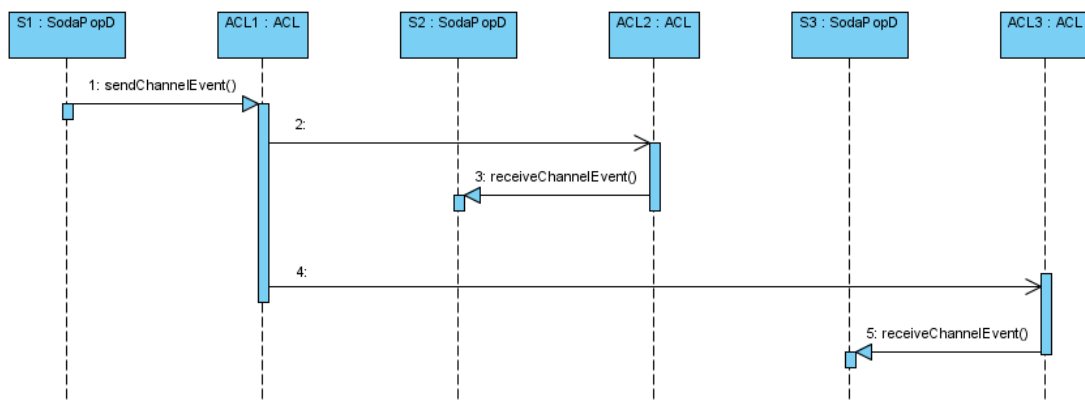 S1 : SodaPopD
ACL1 : ACL
S2 : SodaPopD
ACL2 : ACL
S3 : SodaPopD
ACL3 : ACL
1: sendChannelEvent()
2:
3: receiveChannelEvent()
4:
5: receiveChannelEvent()